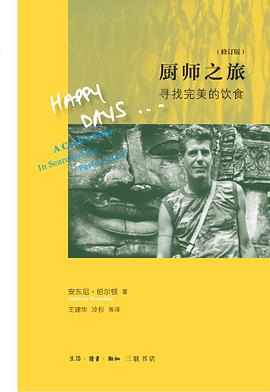 (修订版)
厨师之旅
寻找完美的饮食
HAPPY
DAYS...
A Cook's Tour
In Search of the
Perfect Meal
安东尼·伯尔顿 著
Anthony Bourdain
王建华 冷杉 等译
生活·讀書·新知 三联书店